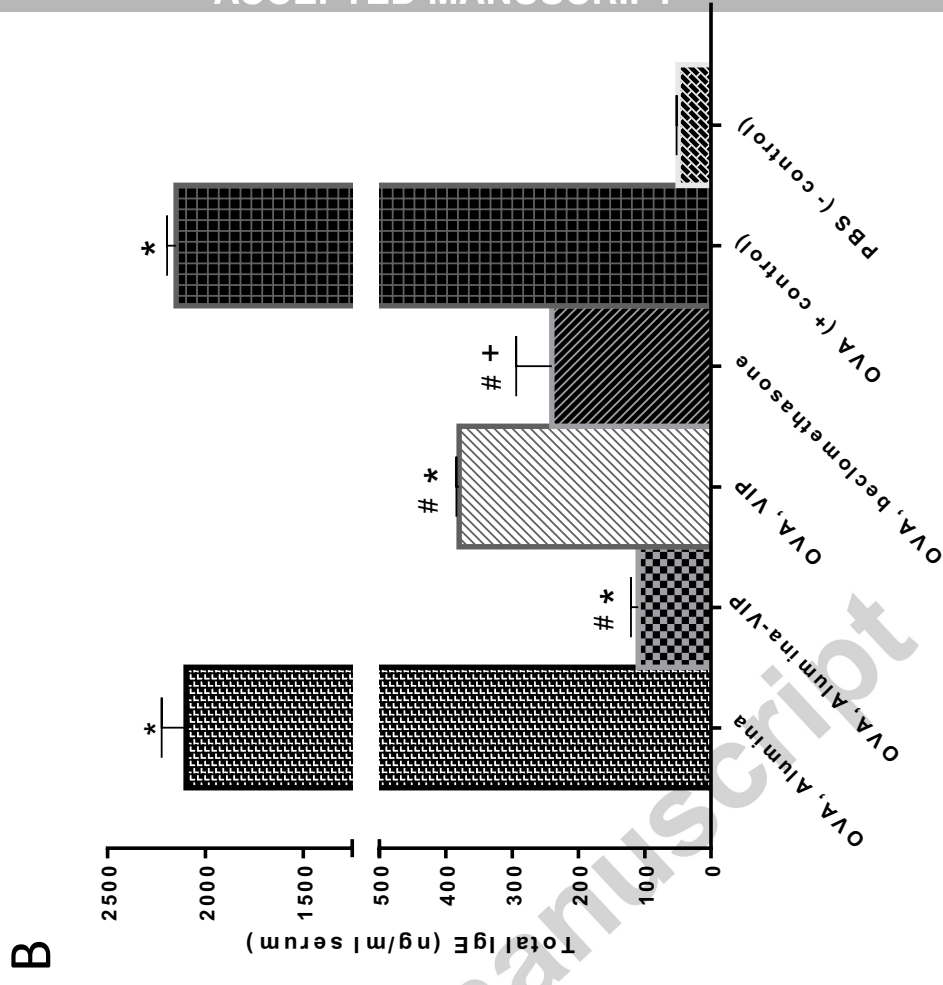 ACCEPTED MANUSCRIPT
B
Total IgE (ng/ml serum)
2500
2000
1500
500
400
300
200
100
0
*
# *
# *
# +
*
OVA, Alumina
OVA, Alumina-VIP
OVA, VIP
OVA, beclomethasone
OVA (+ control)
PBS (- control)
manuscript